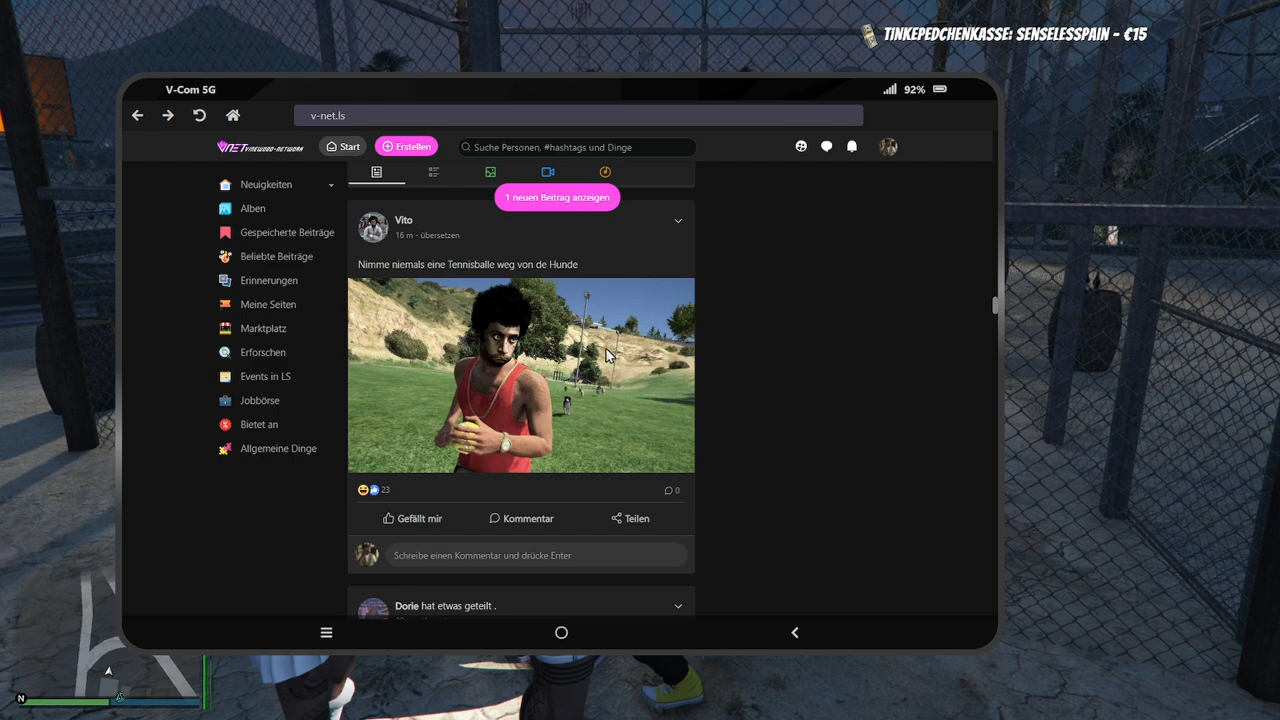 TINKEPEDCHENKASSE: SENSELESSPAIN - €15
V-Com 5G
92%
v-net.ls
VNET VINEWOOD-NETWORK
Start
Erstellen
Suche Personen, #hashtags und Dinge
1 neuen Beitrag anzeigen
Neuigkeiten
Alben
Gespeicherte Beiträge
Beliebte Beiträge
Erinnerungen
Meine Seiten
Marktplatz
Erforschen
Events in LS
Jobbörse
Bietet an
Allgemeine Dinge
Vito
16 m - übersetzen
Nimme niemals eine Tennisballe weg von de Hunde
23
0
Gefällt mir
Kommentar
Teilen
Schreibe einen Kommentar und drücke Enter
Dorie hat etwas geteilt .
N